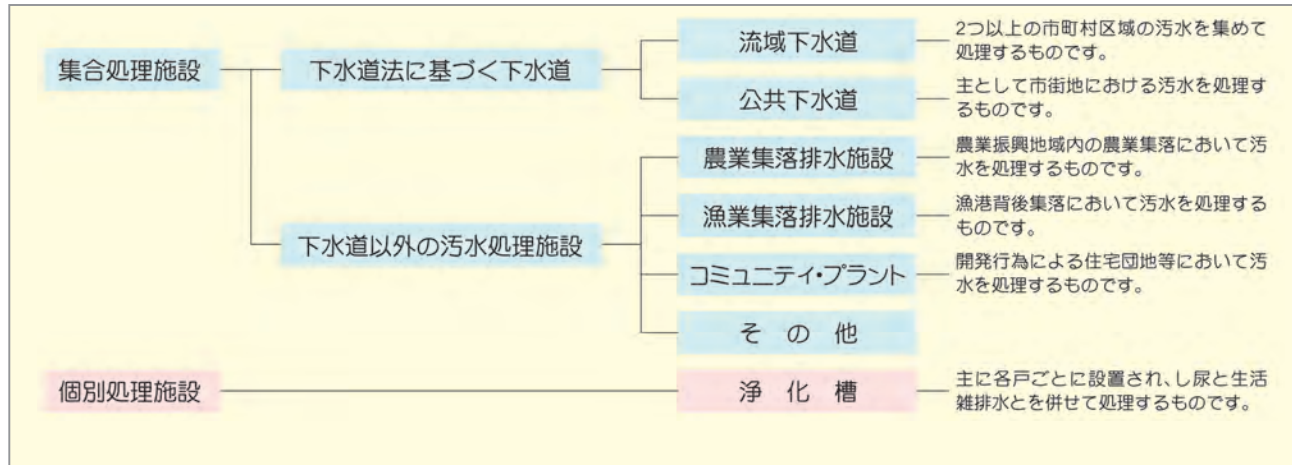 集合処理施設
下水道法に基づく下水道
流域下水道
2つ以上の市町村区域の汚水を集めて
処理するものです。
公共下水道
主として市街地における汚水を処理す
るものです。
下水道以外の汚水処理施設
農業集落排水施設
農業振興地域内の農業集落において汚
水を処理するものです。
漁業集落排水施設
漁港背後集落において汚水を処理する
ものです。
コミュニティ・プラント
開発行為による住宅団地等において汚
水を処理するものです。
その他
個別処理施設
浄化槽
主に各戸ごとに設置され、し尿と生活
雑排水とを併せて処理するものです。